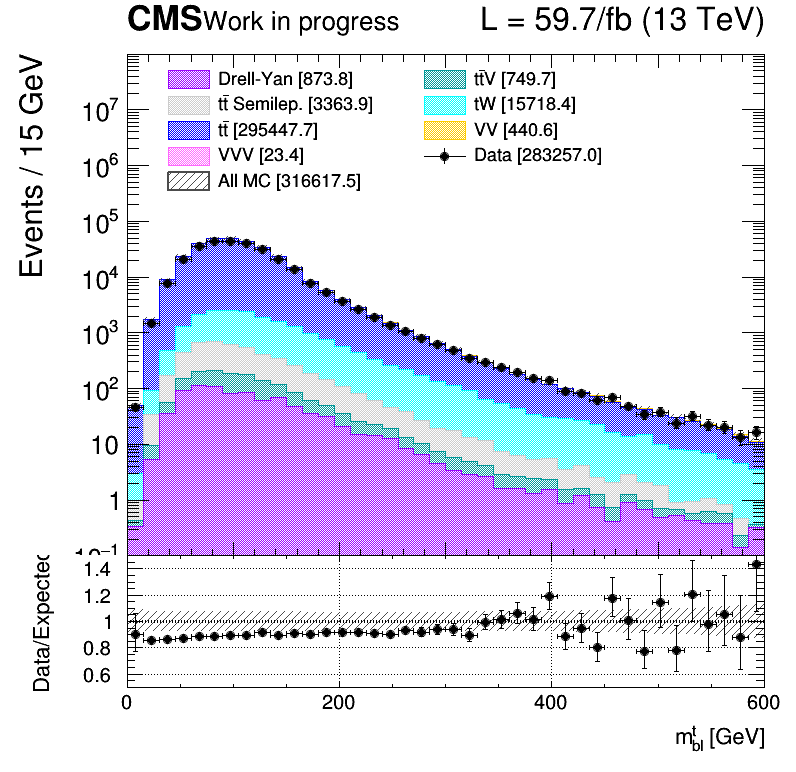 CMS Work in progress L = 59.7/fb (13 TeV)
Events / 15 GeV
Drell-Yan [873.8] tt̄V [749.7]
tt̄ Semilep. [3363.9] tW [15718.4]
tt̄ [295447.7] VV [440.6]
VVV [23.4] Data [283257.0]
All MC [316617.5]
10⁷
10⁶
10⁵
10⁴
10³
10²
10
1
10⁻¹
Data/Expected
1.4
1.2
1
0.8
0.6
0 200 400 600
mᵗbl [GeV]